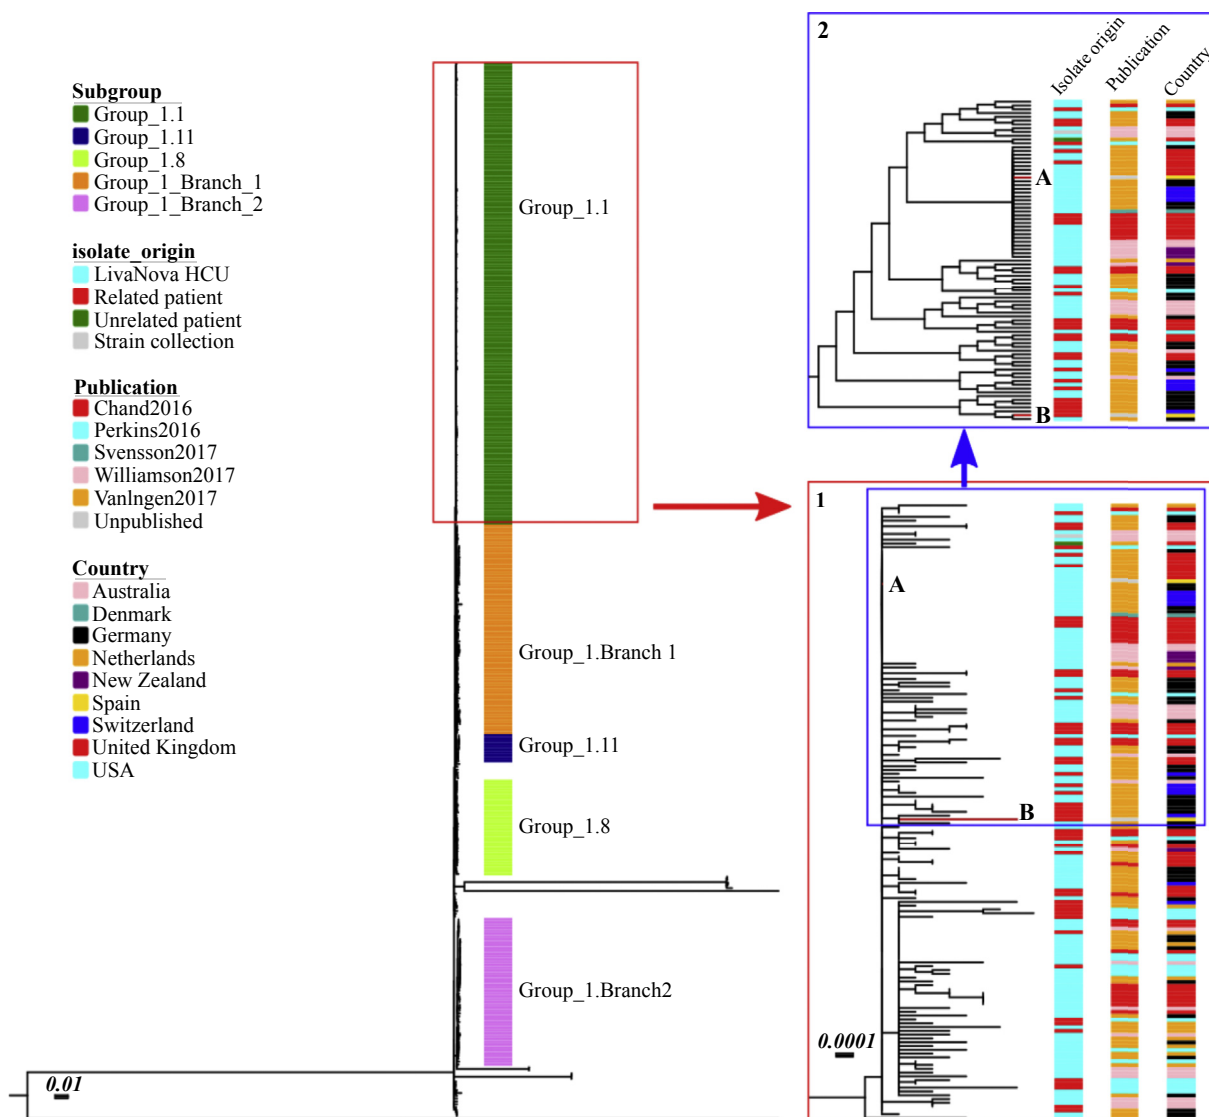 Subgroup
Group_1.1
Group_1.11
Group_1.8
Group_1_Branch_1
Group_1_Branch_2
isolate_origin
LivaNova HCU
Related patient
Unrelated patient
Strain collection
Publication
Chand2016
Perkins2016
Svensson2017
Williamson2017
VanIngen2017
Unpublished
Country
Australia
Denmark
Germany
Netherlands
New Zealand
Spain
Switzerland
United Kingdom
USA
0.01
Group_1.1
Group_1.Branch 1
Group_1.11
Group_1.8
Group_1.Branch2
2
Isolate origin
Publication
Country
A
B
1
A
B
0.0001